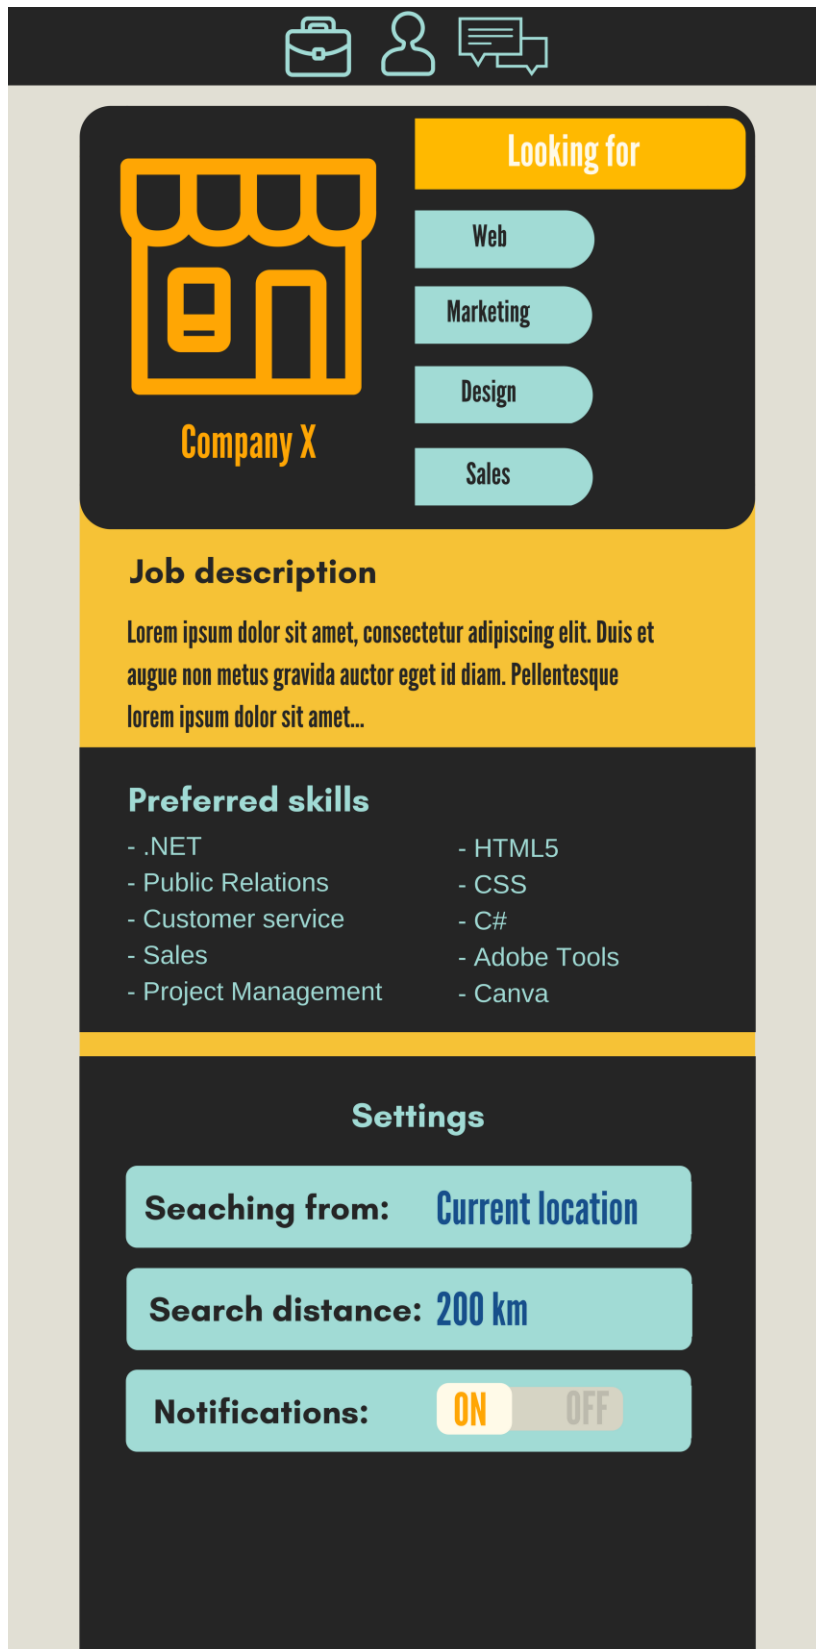 Looking for
Web
Marketing
Design
Sales
Company X
Job description
Lorem ipsum dolor sit amet, consectetur adipiscing elit. Duis et
augue non metus gravida auctor eget id diam. Pellentesque
lorem ipsum dolor sit amet...
Preferred skills
- .NET
- Public Relations
- Customer service
- Sales
- Project Management
- HTML5
- CSS
- C#
- Adobe Tools
- Canva
Settings
Seaching from: Current location
Search distance: 200 km
Notifications: ON OFF